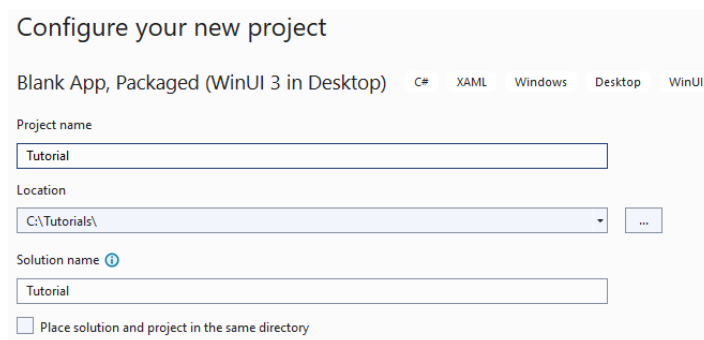 Configure your new project
Blank App, Packaged (WinUI 3 in Desktop) C# XAML Windows Desktop WinUI
Project name
Tutorial
Location
C:\Tutorials\
...
Solution name
Tutorial
Place solution and project in the same directory